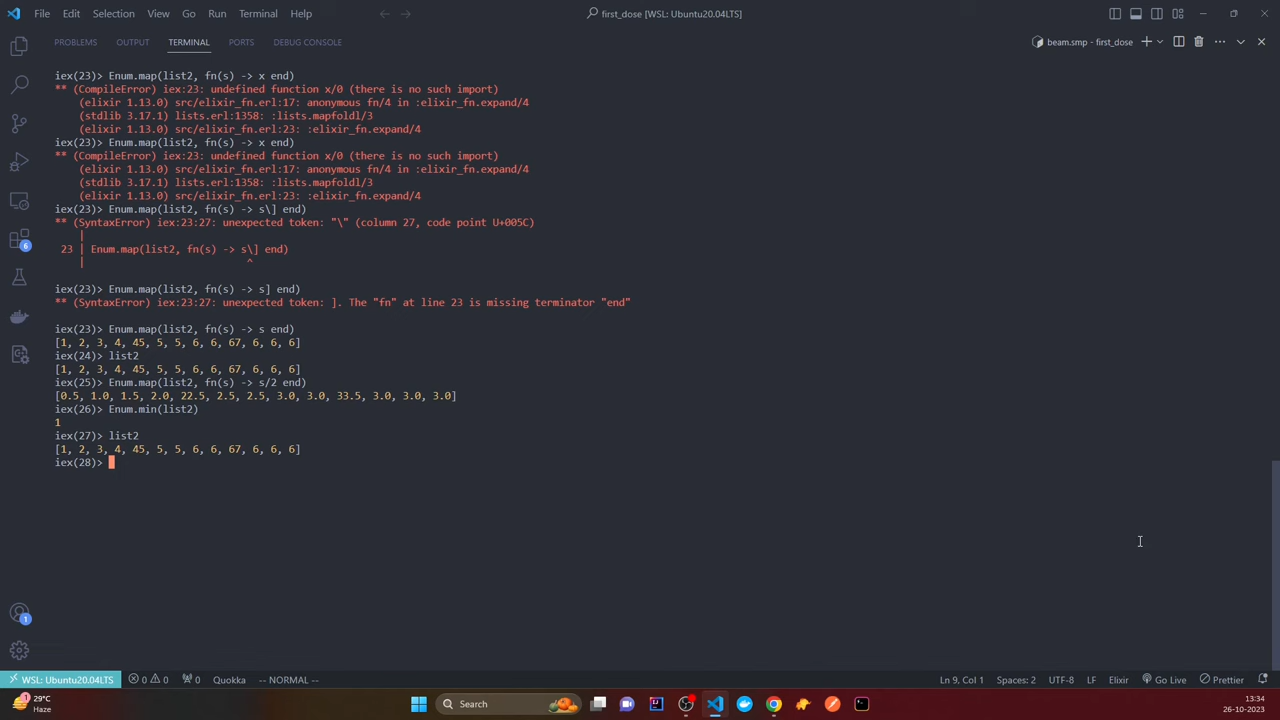 File Edit Selection View Go Run Terminal Help
first_dose [WSL: Ubuntu20.04LTS]
PROBLEMS OUTPUT TERMINAL PORTS DEBUG CONSOLE
beam.smp - first_dose
iex(23)> Enum.map(list2, fn(s) -> x end)
** (CompileError) iex:23: undefined function x/0 (there is no such import)
(elixir 1.13.0) src/elixir_fn.erl:17: anonymous fn/4 in :elixir_fn.expand/4
(stdlib 3.17.1) lists.erl:1358: :lists.mapfoldl/3
(elixir 1.13.0) src/elixir_fn.erl:23: :elixir_fn.expand/4
iex(23)> Enum.map(list2, fn(s) -> x end)
** (CompileError) iex:23: undefined function x/0 (there is no such import)
(elixir 1.13.0) src/elixir_fn.erl:17: anonymous fn/4 in :elixir_fn.expand/4
(stdlib 3.17.1) lists.erl:1358: :lists.mapfoldl/3
(elixir 1.13.0) src/elixir_fn.erl:23: :elixir_fn.expand/4
iex(23)> Enum.map(list2, fn(s) -> s\] end)
** (SyntaxError) iex:23:27: unexpected token: "\" (column 27, code point U+005C)
|
23 | Enum.map(list2, fn(s) -> s\] end)
| ^
iex(23)> Enum.map(list2, fn(s) -> s] end)
** (SyntaxError) iex:23:27: unexpected token: ]. The "fn" at line 23 is missing terminator "end"
iex(23)> Enum.map(list2, fn(s) -> s end)
[1, 2, 3, 4, 45, 5, 5, 6, 6, 67, 6, 6, 6]
iex(24)> list2
[1, 2, 3, 4, 45, 5, 5, 6, 6, 67, 6, 6, 6]
iex(25)> Enum.map(list2, fn(s) -> s/2 end)
[0.5, 1.0, 1.5, 2.0, 22.5, 2.5, 2.5, 3.0, 3.0, 33.5, 3.0, 3.0, 3.0]
iex(26)> Enum.min(list2)
1
iex(27)> list2
[1, 2, 3, 4, 45, 5, 5, 6, 6, 67, 6, 6, 6]
iex(28)>
6
1
WSL: Ubuntu20.04LTS 0 0 0 Quokka -- NORMAL -- Ln 9, Col 1 Spaces: 2 UTF-8 LF Elixir Go Live Prettier
1 29°C
Haze
Search
13:34
26-10-2023